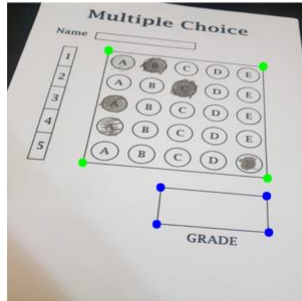 Multiple Choice
Name
1 A B C D E
2 A B C D E
3 A B C D E
4 A B C D E
5 A B C D E
GRADE